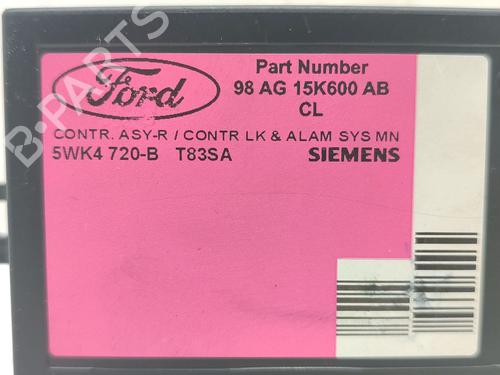 Ford
Part Number
98 AG 15K600 AB
CL
CONTR. ASY-R / CONTR LK & ALAM SYS MN
5WK4 720-B T83SA SIEMENS
B-PARTS